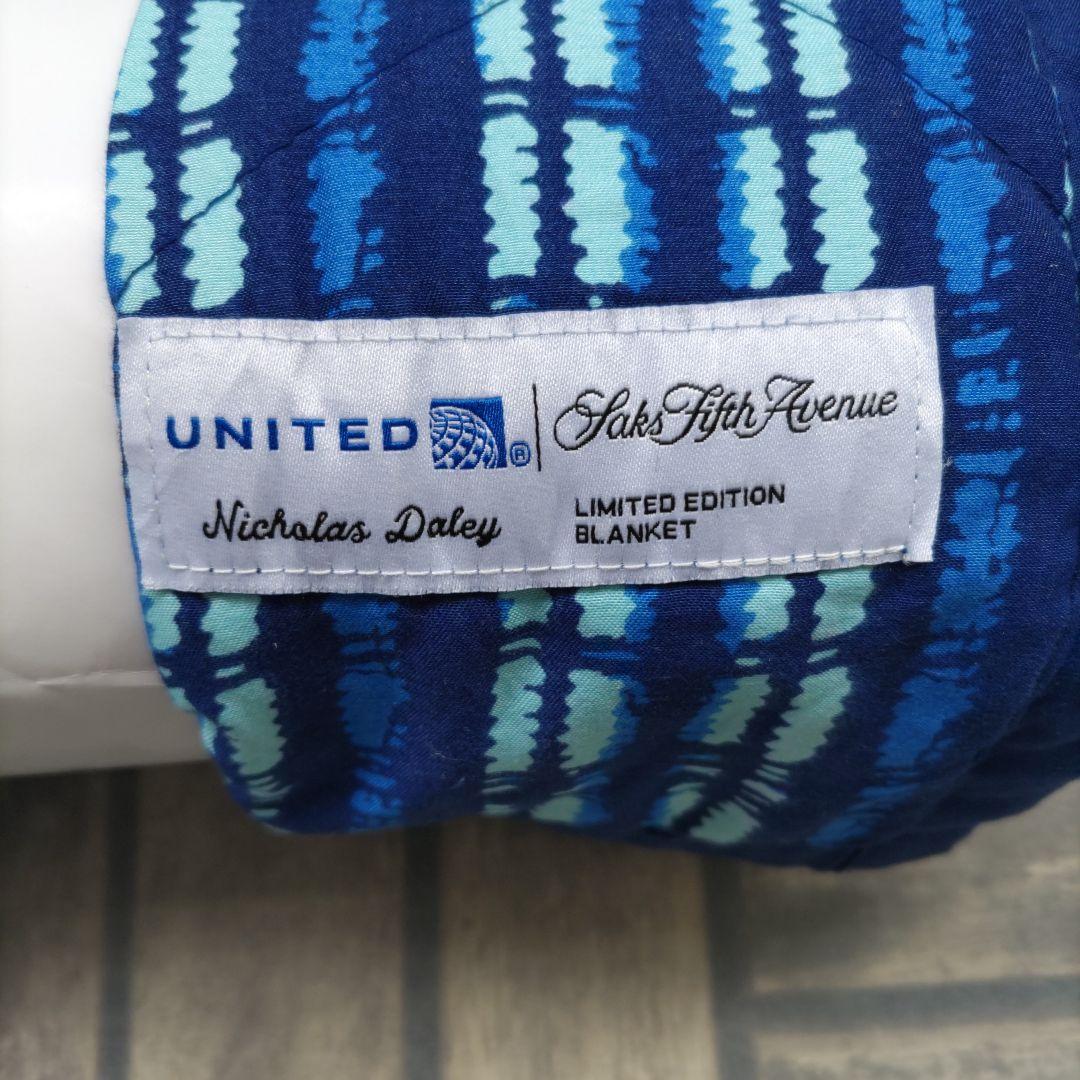 UNITED ® | Saks Fifth Avenue
Nicholas Daley
LIMITED EDITION
BLANKET